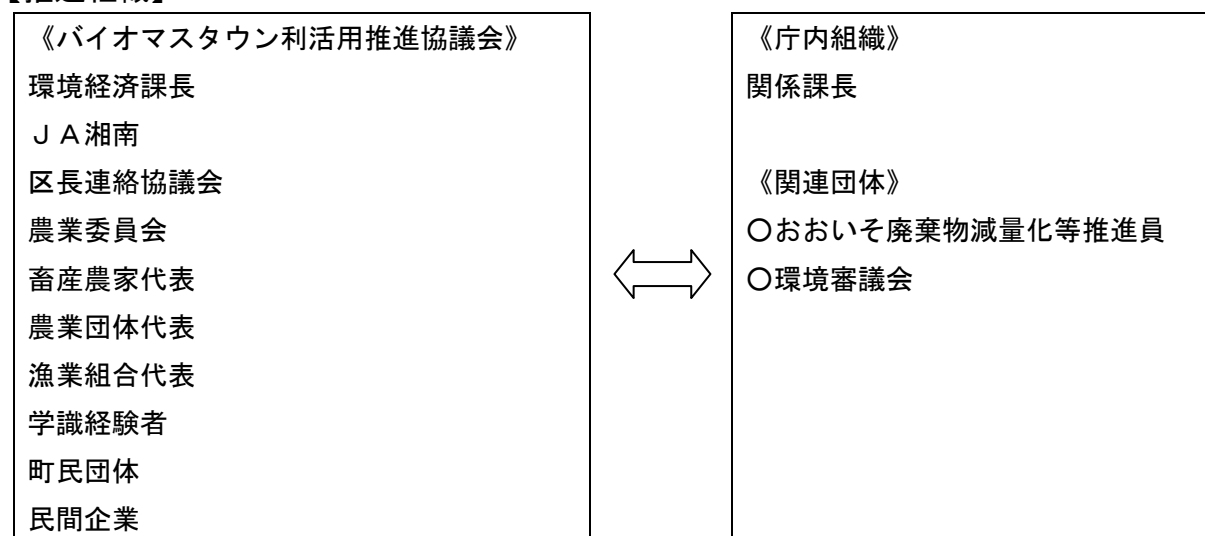 《バイオマスタウン利活用推進協議会》
環境経済課長
ＪＡ湘南
区長連絡協議会
農業委員会
畜産農家代表
農業団体代表
漁業組合代表
学識経験者
町民団体
民間企業
《庁内組織》
関係課長
《関連団体》
〇おおいそ廃棄物減量化等推進員
〇環境審議会